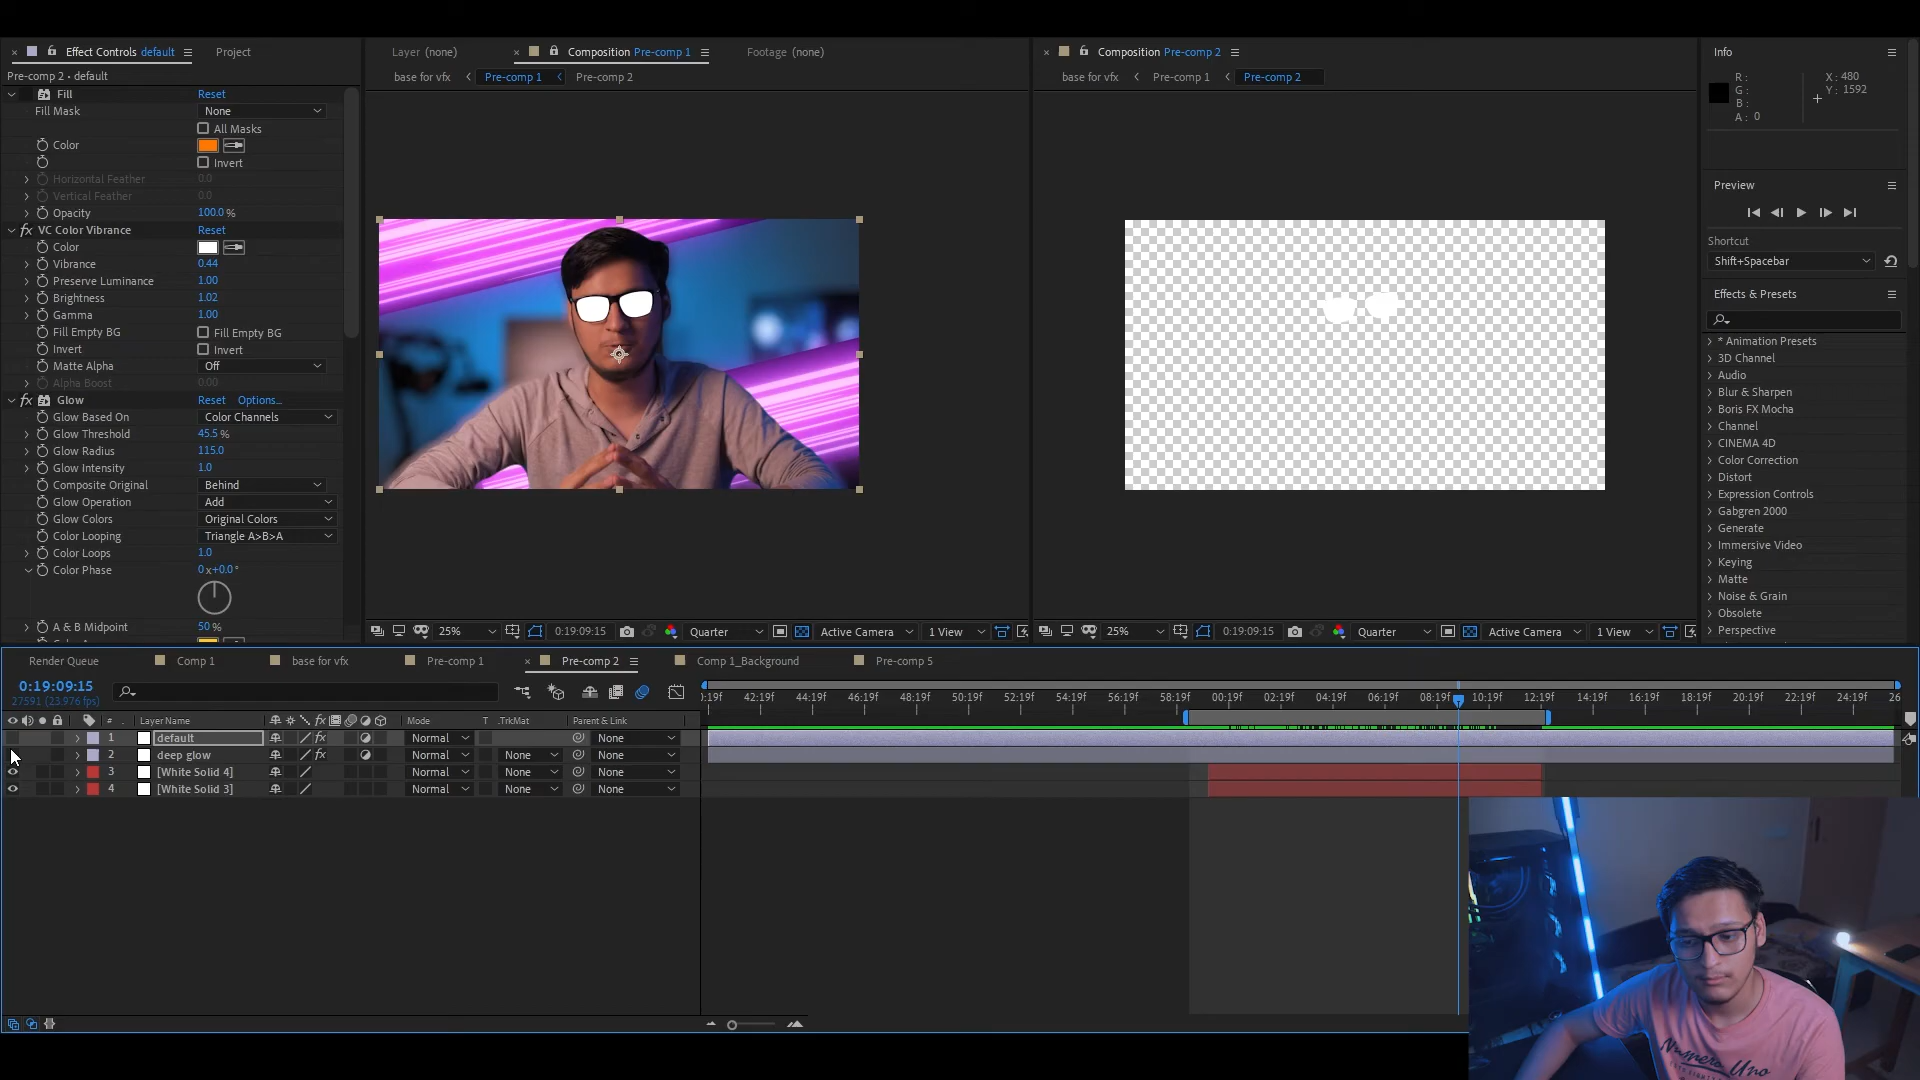 Effect Controls default
Project
Pre-comp 2 • default
Fill Reset
Fill Mask None
All Masks
Color
Invert
Horizontal Feather 0.0
Vertical Feather 0.0
Opacity 100.0 %
VC Color Vibrance Reset
Color
Vibrance 0.44
Preserve Luminance 1.00
Brightness 1.02
Gamma 1.00
Fill Empty BG Fill Empty BG
Invert Invert
Matte Alpha Off
Alpha Boost 0.00
Glow Reset Options...
Glow Based On Color Channels
Glow Threshold 45.5 %
Glow Radius 115.0
Glow Intensity 1.0
Composite Original Behind
Glow Operation Add
Glow Colors Original Colors
Color Looping Triangle A>B>A
Color Loops 1.0
Color Phase 0 x+0.0 °
A & B Midpoint 50 %
Layer (none) Composition Pre-comp 1 Footage (none)
base for vfx Pre-comp 1 Pre-comp 2
25% 0:19:09:15 Quarter Active Camera 1 View
Composition Pre-comp 2
base for vfx Pre-comp 1 Pre-comp 2
25% 0:19:09:15 Quarter Active Camera 1 View
Info
R :
G :
B :
A : 0
X : 480
Y : 1592
Preview
Shortcut
Shift+Spacebar
Effects & Presets
* Animation Presets
3D Channel
Audio
Blur & Sharpen
Boris FX Mocha
Channel
CINEMA 4D
Color Correction
Distort
Expression Controls
Gabgren 2000
Generate
Immersive Video
Keying
Matte
Noise & Grain
Obsolete
Perspective
Render Queue Comp 1 base for vfx Pre-comp 1 Pre-comp 2 Comp 1_Background Pre-comp 5
0:19:09:15
27591 (23.976 fps)
):19f 42:19f 44:19f 46:19f 48:19f 50:19f 52:19f 54:19f 56:19f 58:19f 00:19f 02:19f 04:19f 06:19f 08:19f 10:19f 12:19f 14:19f 16:19f 18:19f 20:19f 22:19f 24:19f 26
# Layer Name Mode T .TrkMat Parent & Link
1 default Normal None
2 deep glow Normal None None
3 [White Solid 4] Normal None None
4 [White Solid 3] Normal None None
Numero Uno